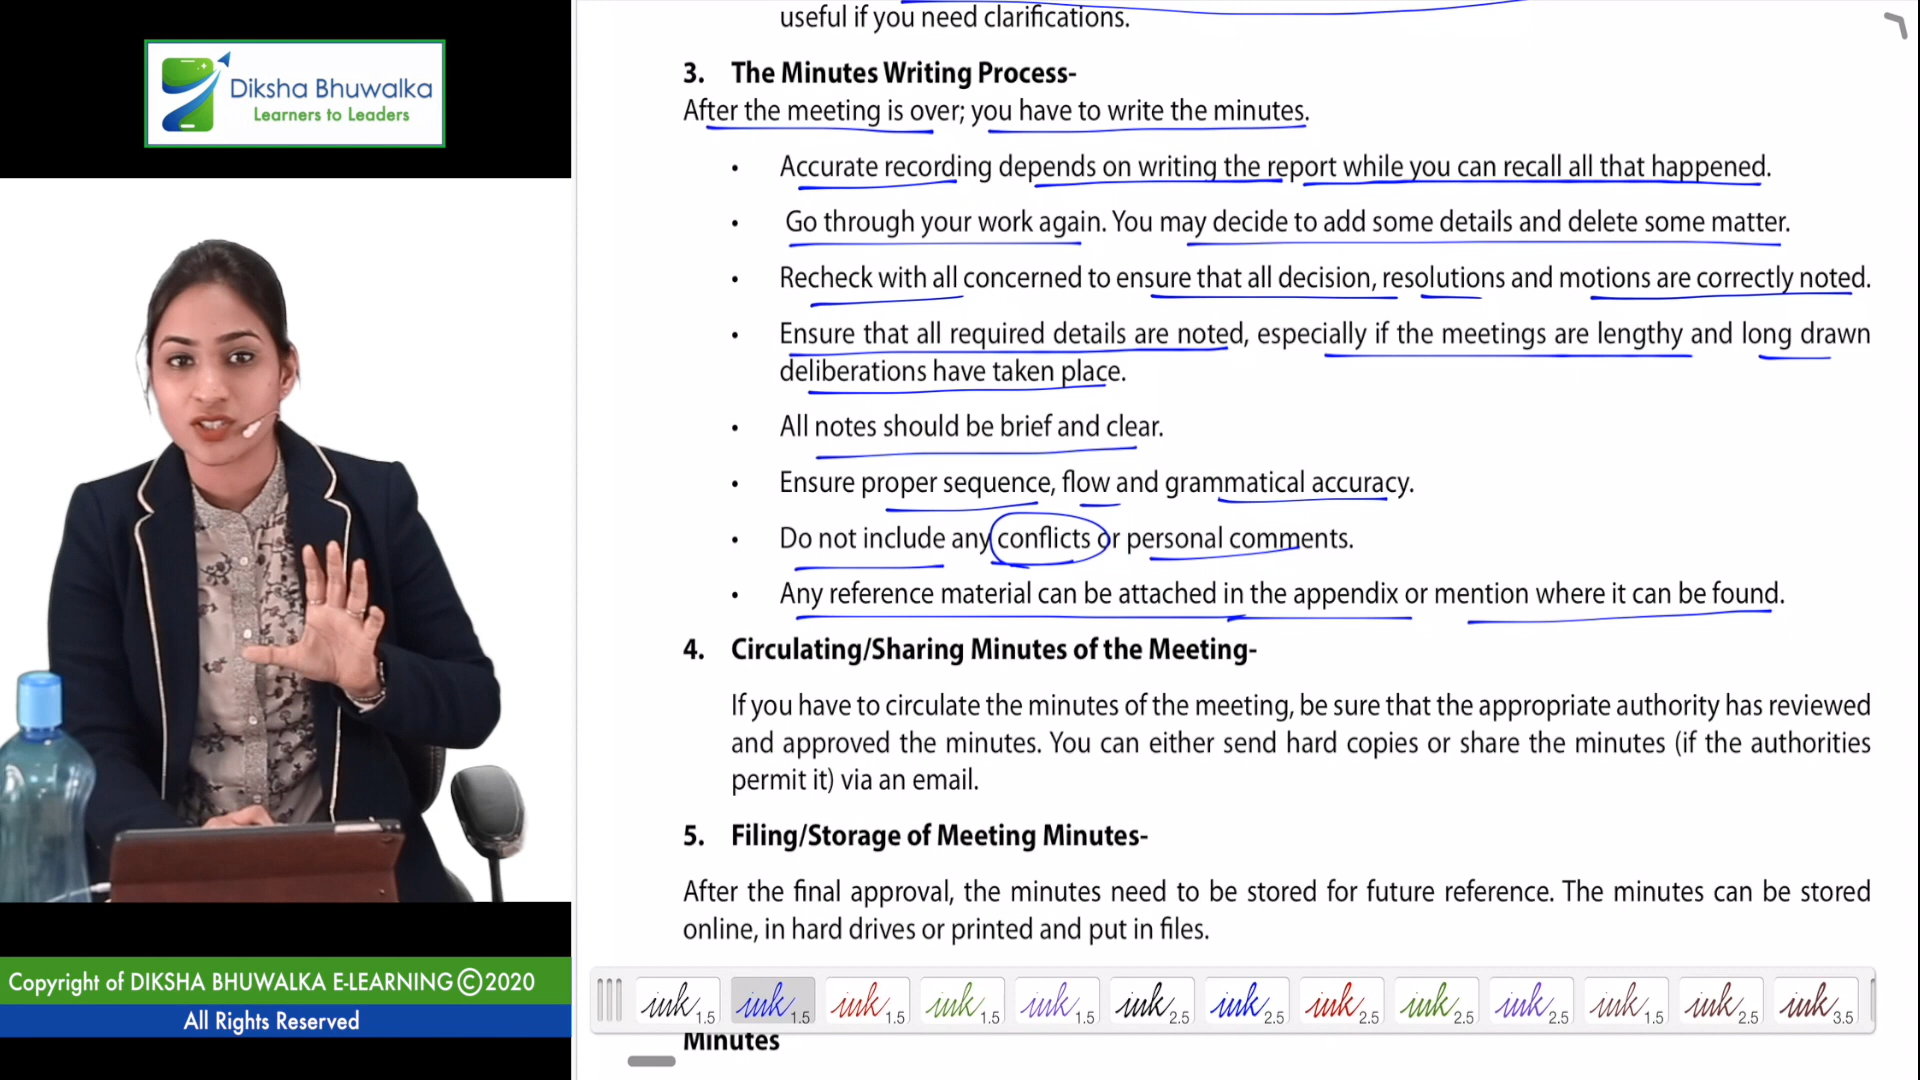 Diksha Bhuwalka
Learners to Leaders
useful if you need clarifications.
3. The Minutes Writing Process-
After the meeting is over; you have to write the minutes.
• Accurate recording depends on writing the report while you can recall all that happened.
• Go through your work again. You may decide to add some details and delete some matter.
• Recheck with all concerned to ensure that all decision, resolutions and motions are correctly noted.
• Ensure that all required details are noted, especially if the meetings are lengthy and long drawn
deliberations have taken place.
• All notes should be brief and clear.
• Ensure proper sequence, flow and grammatical accuracy.
• Do not include any conflicts or personal comments.
• Any reference material can be attached in the appendix or mention where it can be found.
4. Circulating/Sharing Minutes of the Meeting-
If you have to circulate the minutes of the meeting, be sure that the appropriate authority has reviewed
and approved the minutes. You can either send hard copies or share the minutes (if the authorities
permit it) via an email.
5. Filing/Storage of Meeting Minutes-
After the final approval, the minutes need to be stored for future reference. The minutes can be stored
online, in hard drives or printed and put in files.
ink 1.5 ink 1.5 ink 1.5 ink 1.5 ink 1.5 ink 2.5 ink 2.5 ink 2.5 ink 2.5 ink 2.5 ink 1.5 ink 2.5 ink 3.5
Minutes
Copyright of DIKSHA BHUWALKA E-LEARNING©2020
All Rights Reserved